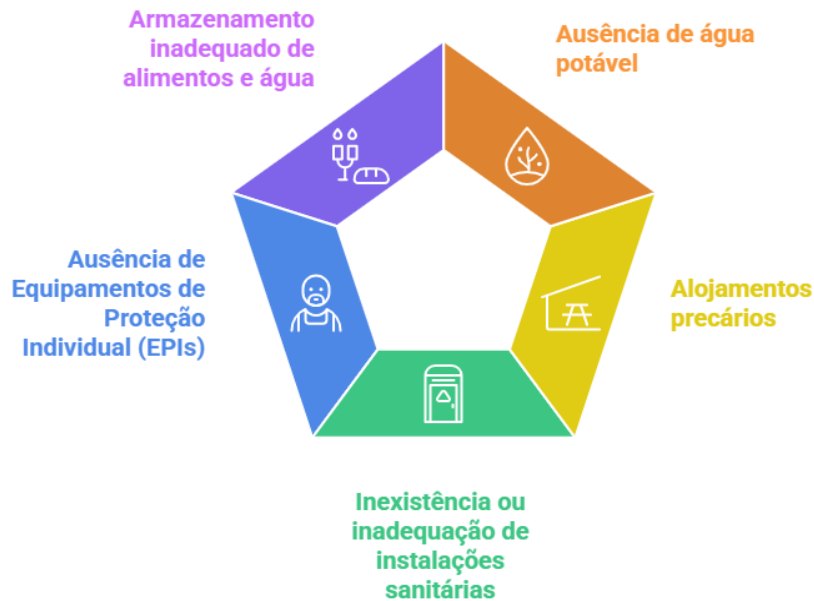 Armazenamento
inadequado de
alimentos e água
Ausência de água
potável
Alojamentos
precários
Inexistência ou
inadequação de
instalações
sanitárias
Ausência de
Equipamentos de
Proteção
Individual (EPIs)